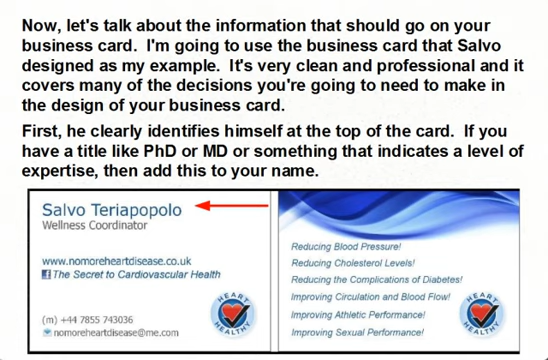 Now, let's talk about the information that should go on your
business card.  I'm going to use the business card that Salvo
designed as my example.  It's very clean and professional and it
covers many of the decisions you're going to need to make in
the design of your business card.
First, he clearly identifies himself at the top of the card.  If you
have a title like PhD or MD or something that indicates a level of
expertise, then add this to your name.
Salvo Teriapopolo
Wellness Coordinator
www.nomoreheartdisease.co.uk
f The Secret to Cardiovascular Health
(m) +44 7855 743036
nomoreheartdisease@me.com
HEART
HEALTHY
Reducing Blood Pressure!
Reducing Cholesterol Levels!
Reducing the Complications of Diabetes!
Improving Circulation and Blood Flow!
Improving Athletic Performance!
Improving Sexual Performance!
HEART
HEALTHY